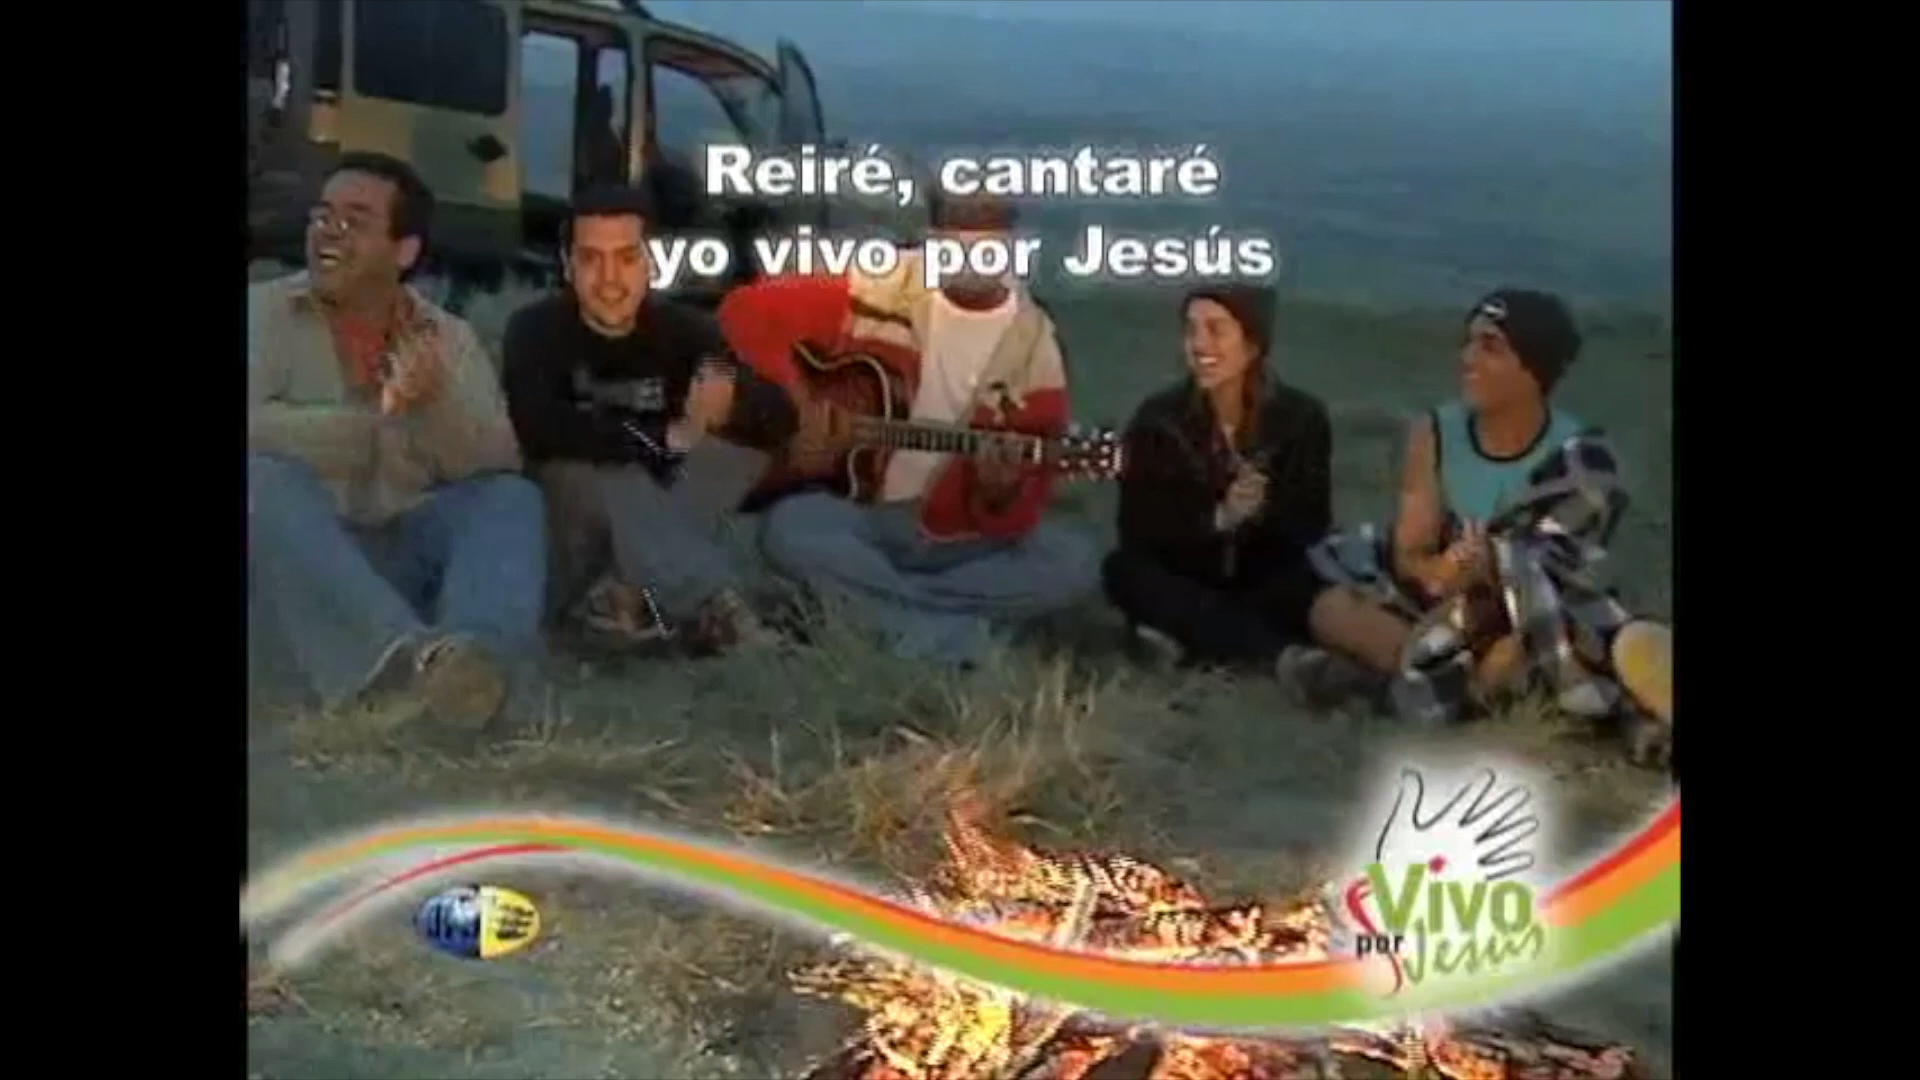 Reiré, cantaré
yo vivo por Jesús
Vivo
por Jesús